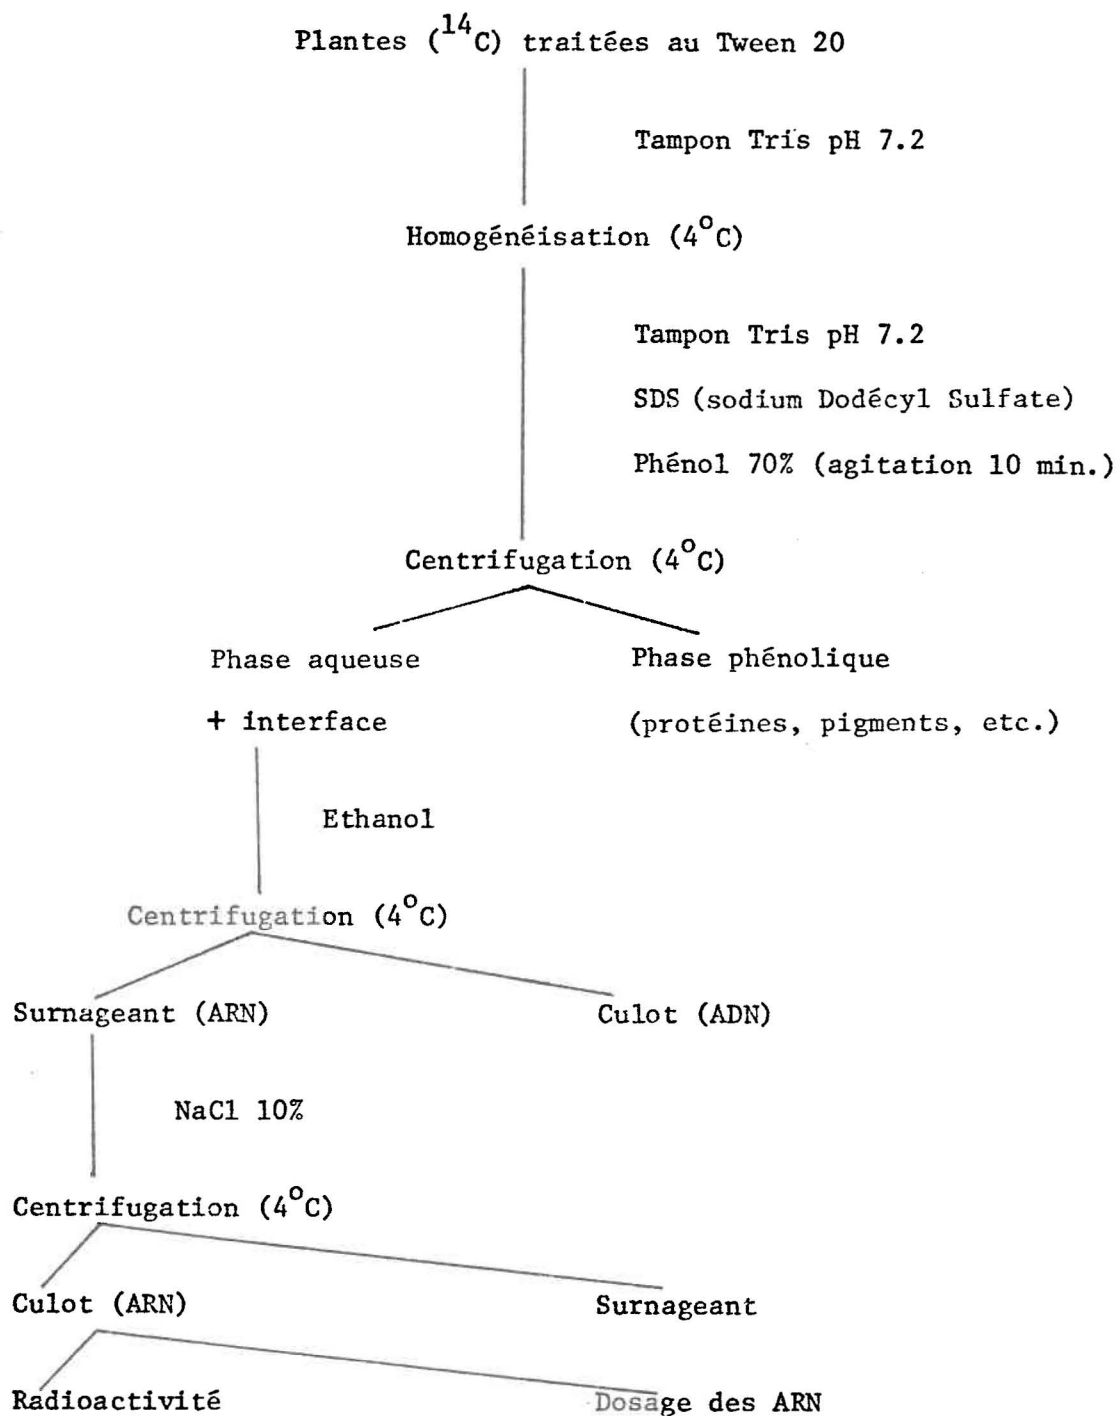 Plantes (14C) traitées au Tween 20
Tampon Tris pH 7.2
Homogénéisation (4°C)
Tampon Tris pH 7.2
SDS (sodium Dodécyl Sulfate)
Phénol 70% (agitation 10 min.)
Centrifugation (4°C)
Phase aqueuse
Phase phénolique
+ interface
(protéines, pigments, etc.)
Ethanol
Centrifugation (4°C)
Surnageant (ARN)
Culot (ADN)
NaCl 10%
Centrifugation (4°C)
Culot (ARN)
Surnageant
Radioactivité
Dosage des ARN